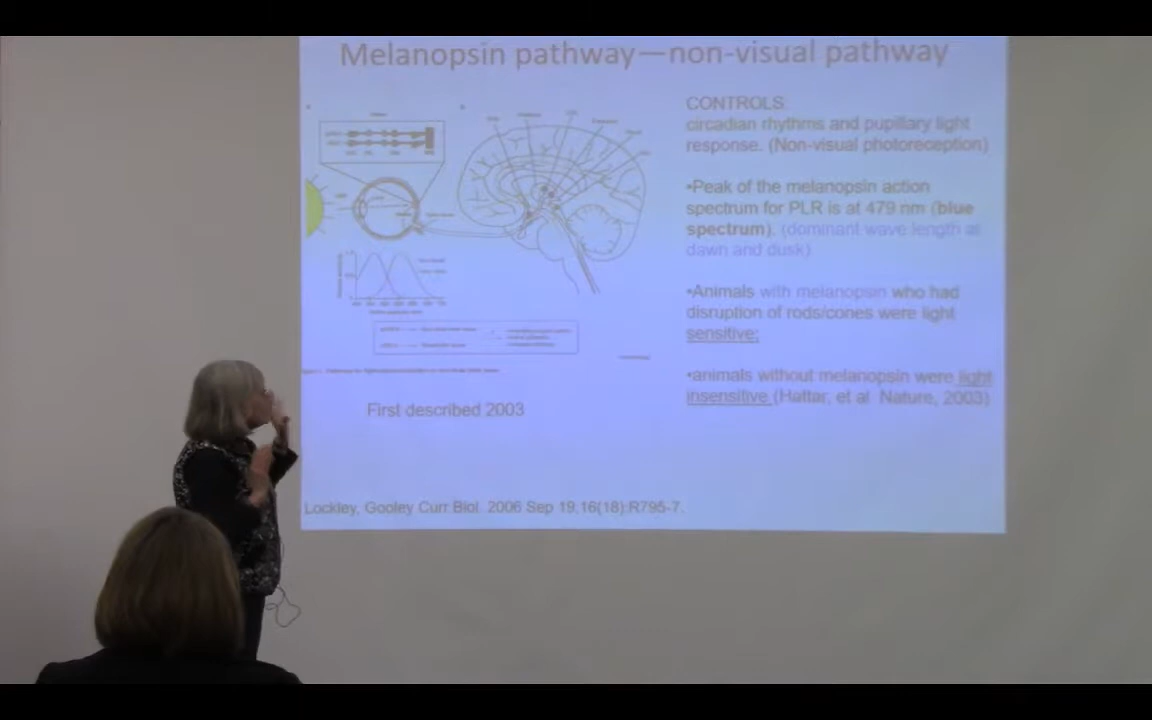 Melanopsin pathway—non-visual pathway
CONTROLS:
circadian rhythms and pupillary light
response. (Non-visual photoreception)
•Peak of the melanopsin action
spectrum for PLR is at 479 nm (blue
spectrum). (dominant wave length at
dawn and dusk)
•Animals with melanopsin who had
disruption of rods/cones were light
sensitive;
•animals without melanopsin were light
insensitive (Hattar, et al Nature, 2003)
First described 2003
Lockley, Gooley Curr Biol. 2006 Sep 19;16(18):R795-7.